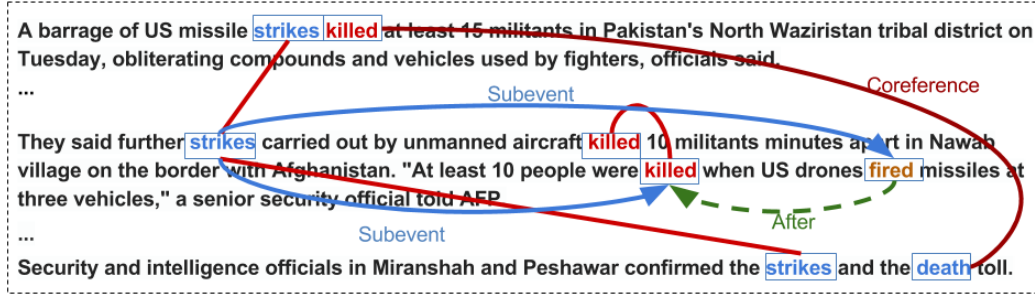 A barrage of US missile strikes killed at least 15 militants in Pakistan's North Waziristan tribal district on
Tuesday, obliterating compounds and vehicles used by fighters, officials said.
...
Coreference
Subevent
They said further strikes carried out by unmanned aircraft killed 10 militants minutes apart in Nawab
village on the border with Afghanistan. "At least 10 people were killed when US drones fired missiles at
three vehicles," a senior security official told AFP
After
...
Subevent
Security and intelligence officials in Miranshah and Peshawar confirmed the strikes and the death toll.